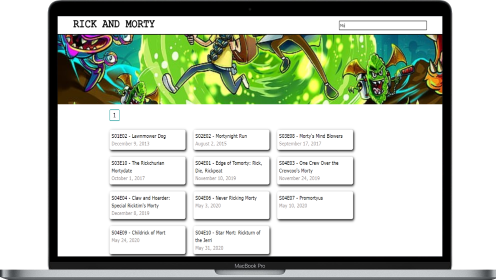 RICK AND MORTY
1
S01E02 - Lawnmower Dog
December 9, 2013
S02E02 - Mortynight Run
August 2, 2015
S03E08 - Morty's Mind Blowers
September 17, 2017
S03E10 - The Rickchurian
Mortydate
October 1, 2017
S04E01 - Edge of Tomorty: Rick,
Die, Rickpeat
November 10, 2019
S04E03 - One Crew Over the
Crewcoo's Morty
November 24, 2019
S04E04 - Claw and Hoarder:
Special Ricktim's Morty
December 8, 2019
S04E06 - Never Ricking Morty
May 3, 2020
S04E07 - Promortyus
May 10, 2020
S04E09 - Childrick of Mort
May 24, 2020
S04E10 - Star Mort: Rickturn of
the Jerri
May 31, 2020
MacBook Pro